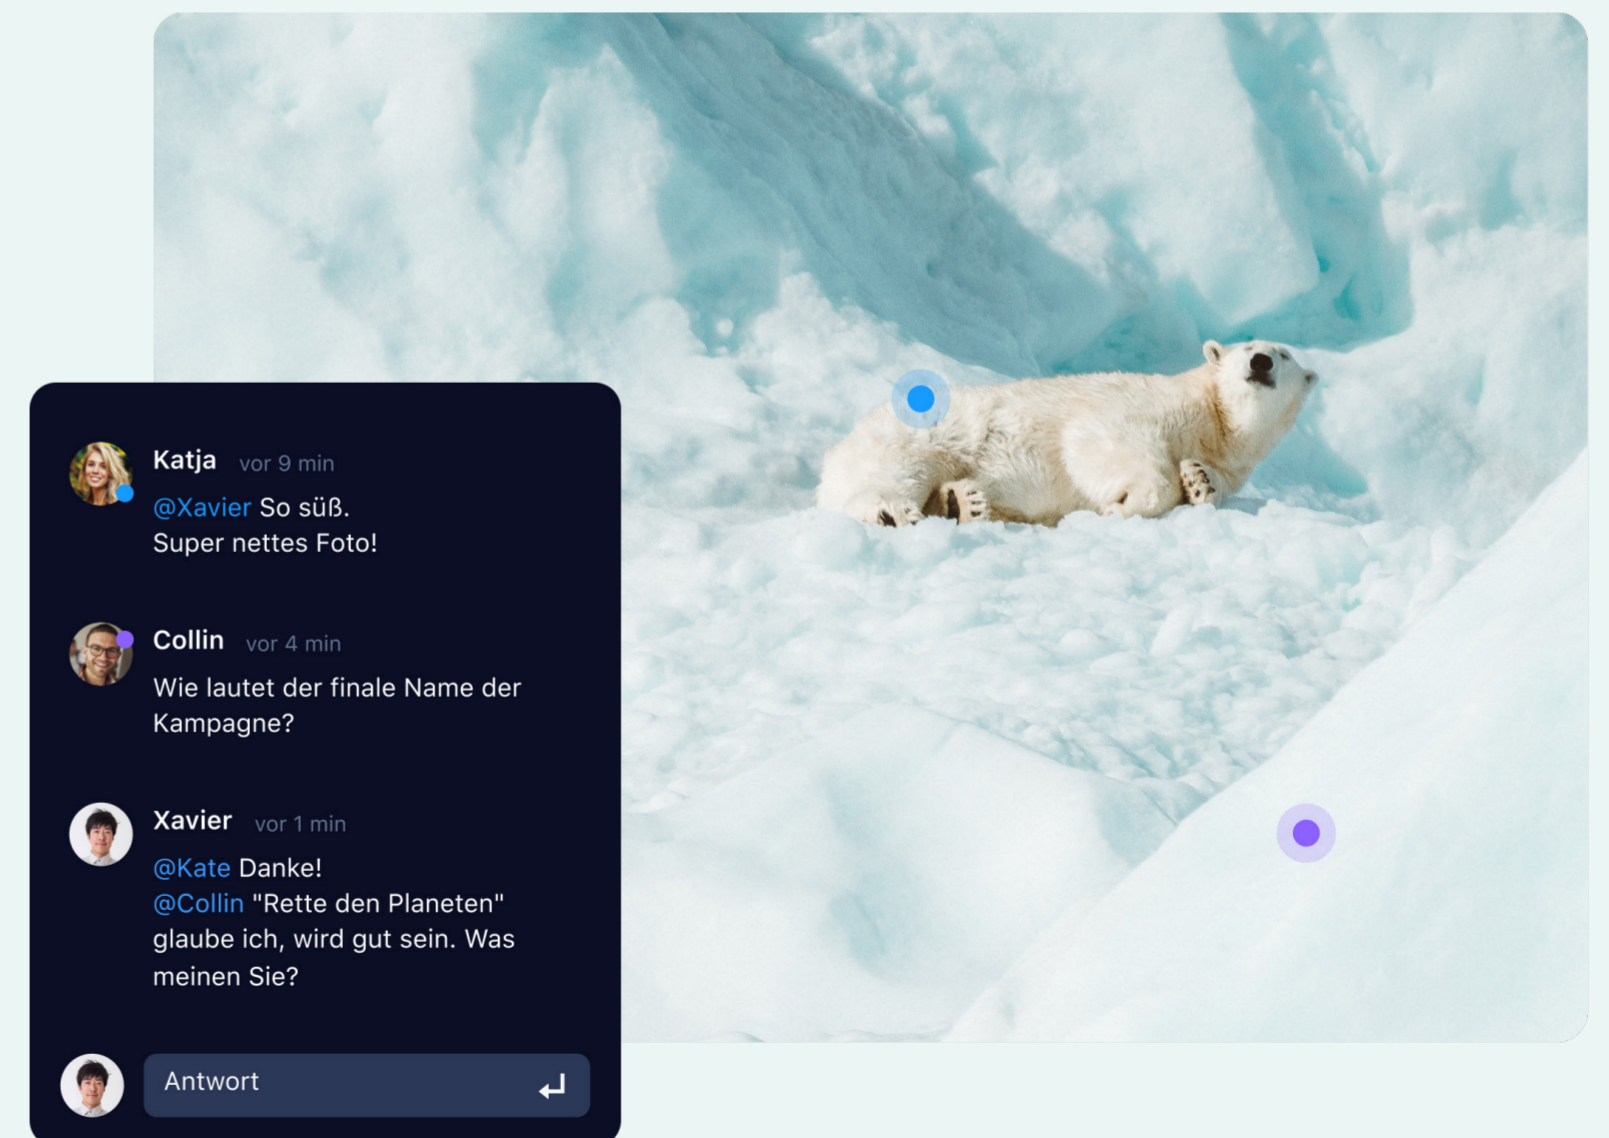 Katja vor 9 min
@Xavier So süß.
Super nettes Foto!
Collin vor 4 min
Wie lautet der finale Name der
Kampagne?
Xavier vor 1 min
@Kate Danke!
@Collin "Rette den Planeten"
glaube ich, wird gut sein. Was
meinen Sie?
Antwort